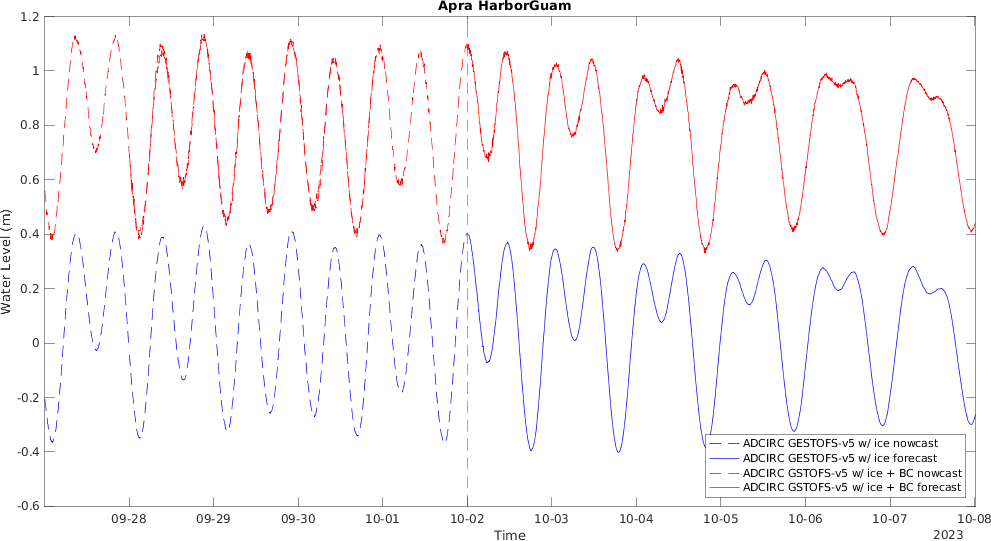 Apra HarborGuam
1.2
1
0.8
0.6
0.4
0.2
0
-0.2
-0.4
-0.6
Water Level (m)
ADCIRC GESTOFS-v5 w/ ice nowcast
ADCIRC GESTOFS-v5 w/ ice forecast
ADCIRC GSTOFS-v5 w/ ice + BC nowcast
ADCIRC GSTOFS-v5 w/ ice + BC forecast
09-28 09-29 09-30 10-01 10-02 10-03 10-04 10-05 10-06 10-07 10-08
Time
2023